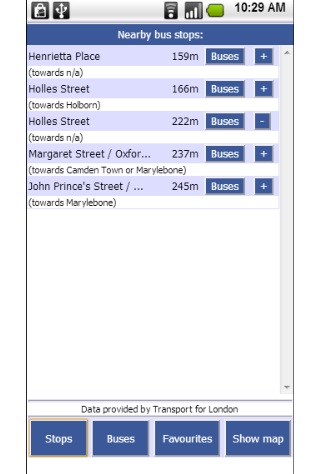 10:29 AM
Nearby bus stops:
Henrietta Place 159m Buses +
(towards n/a)
Holles Street 166m Buses +
(towards Holborn)
Holles Street 222m Buses -
(towards n/a)
Margaret Street / Oxfor... 237m Buses +
(towards Camden Town or Marylebone)
John Prince's Street / ... 245m Buses +
(towards Marylebone)
Data provided by Transport for London
Stops Buses Favourites Show map